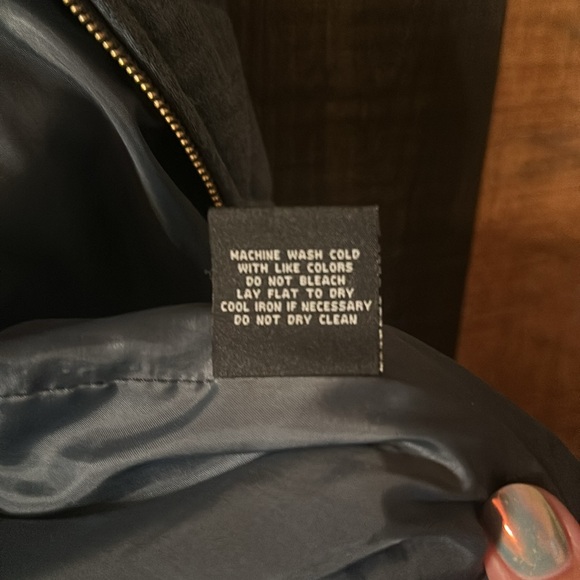 MACHINE WASH COLD
WITH LIKE COLORS
DO NOT BLEACH
LAY FLAT TO DRY
COOL IRON IF NECESSARY
DO NOT DRY CLEAN